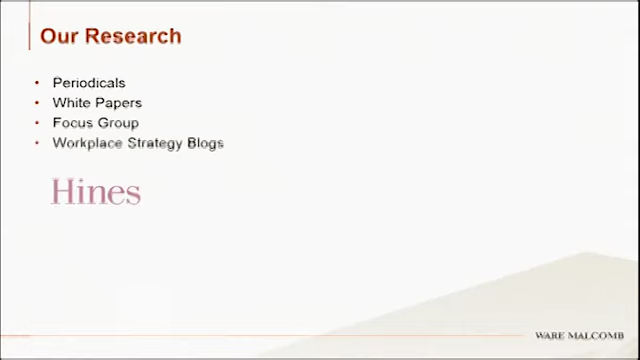 Our Research
• Periodicals
• White Papers
• Focus Group
• Workplace Strategy Blogs
Hines
WARE MALCOMB